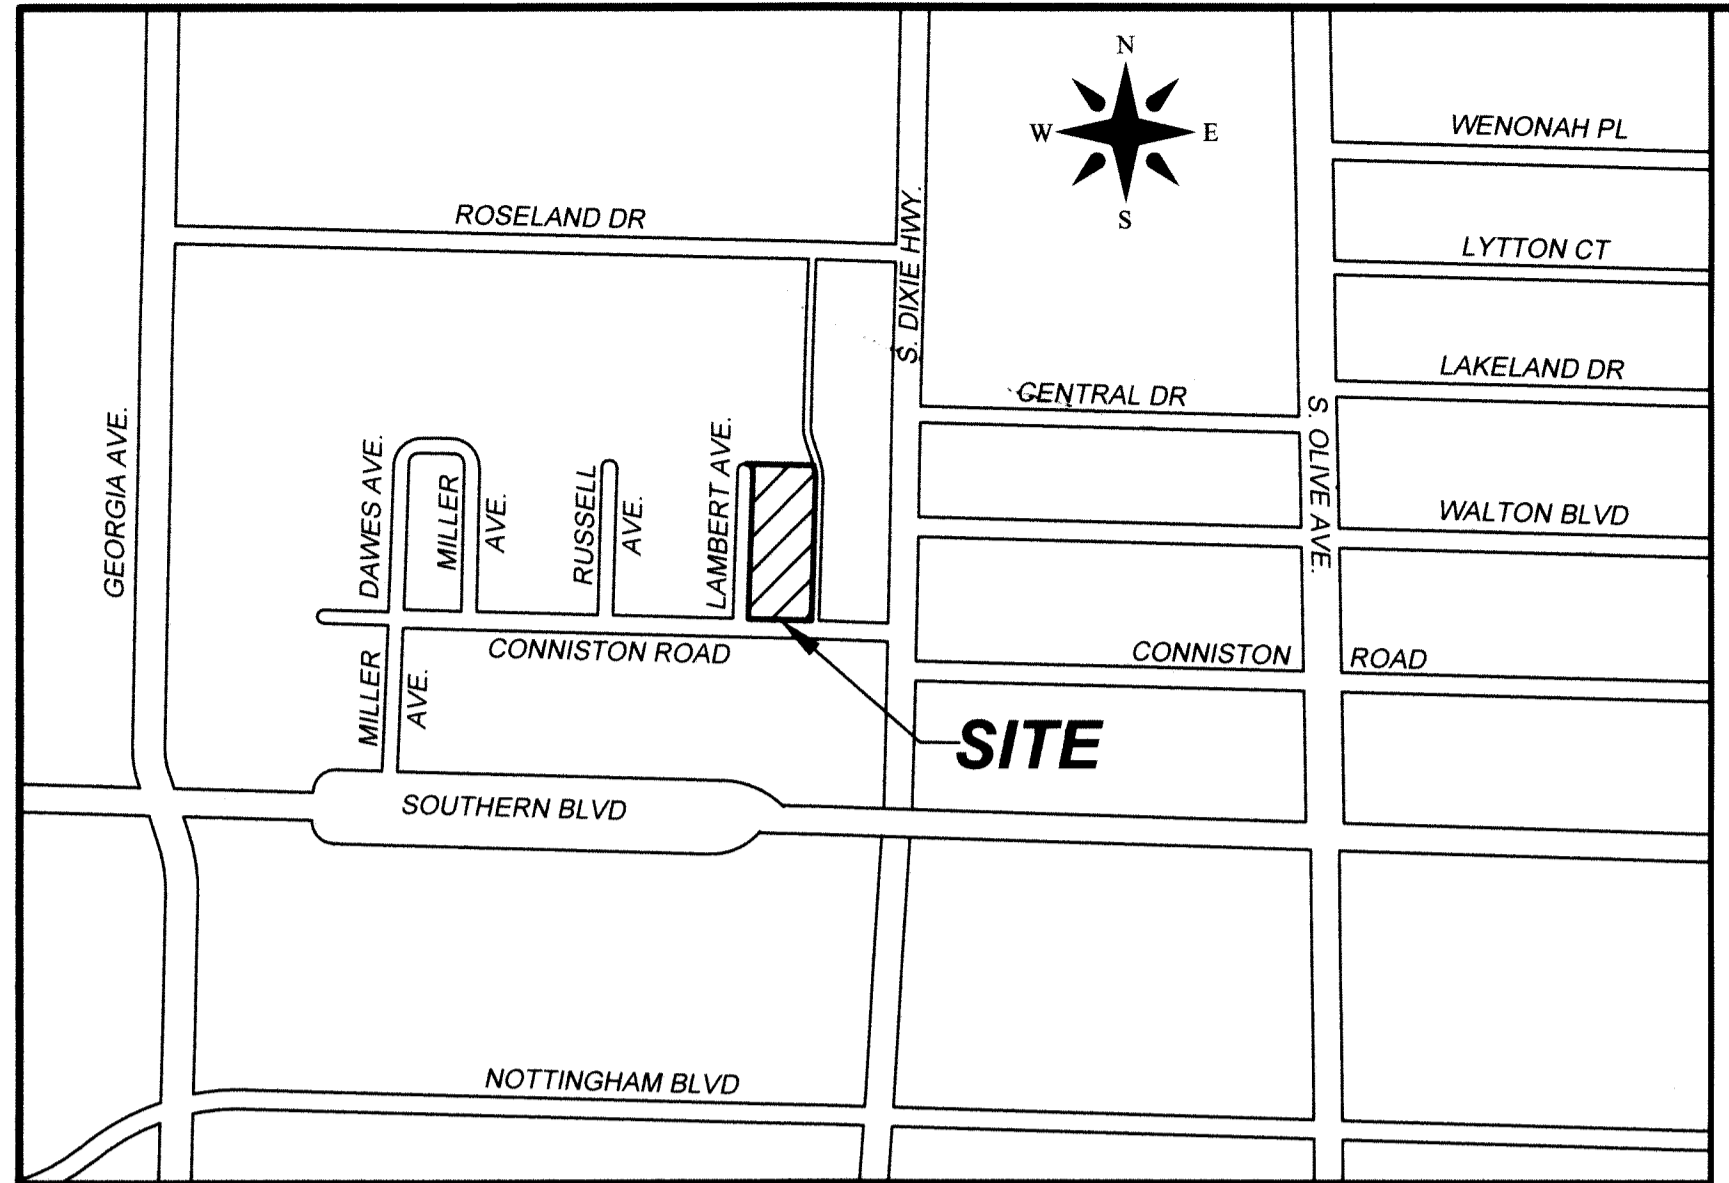 N
W E
S
WENONAH PL
ROSELAND DR
LYTTON CT
S. DIXIE HWY.
LAKELAND DR
CENTRAL DR
S. OLIVE AVE.
GEORGIA AVE.
DAWES AVE.
MILLER
AVE.
RUSSELL
AVE.
LAMBERT AVE.
WALTON BLVD
CONNISTON ROAD
CONNISTON ROAD
MILLER
AVE.
SITE
SOUTHERN BLVD
NOTTINGHAM BLVD